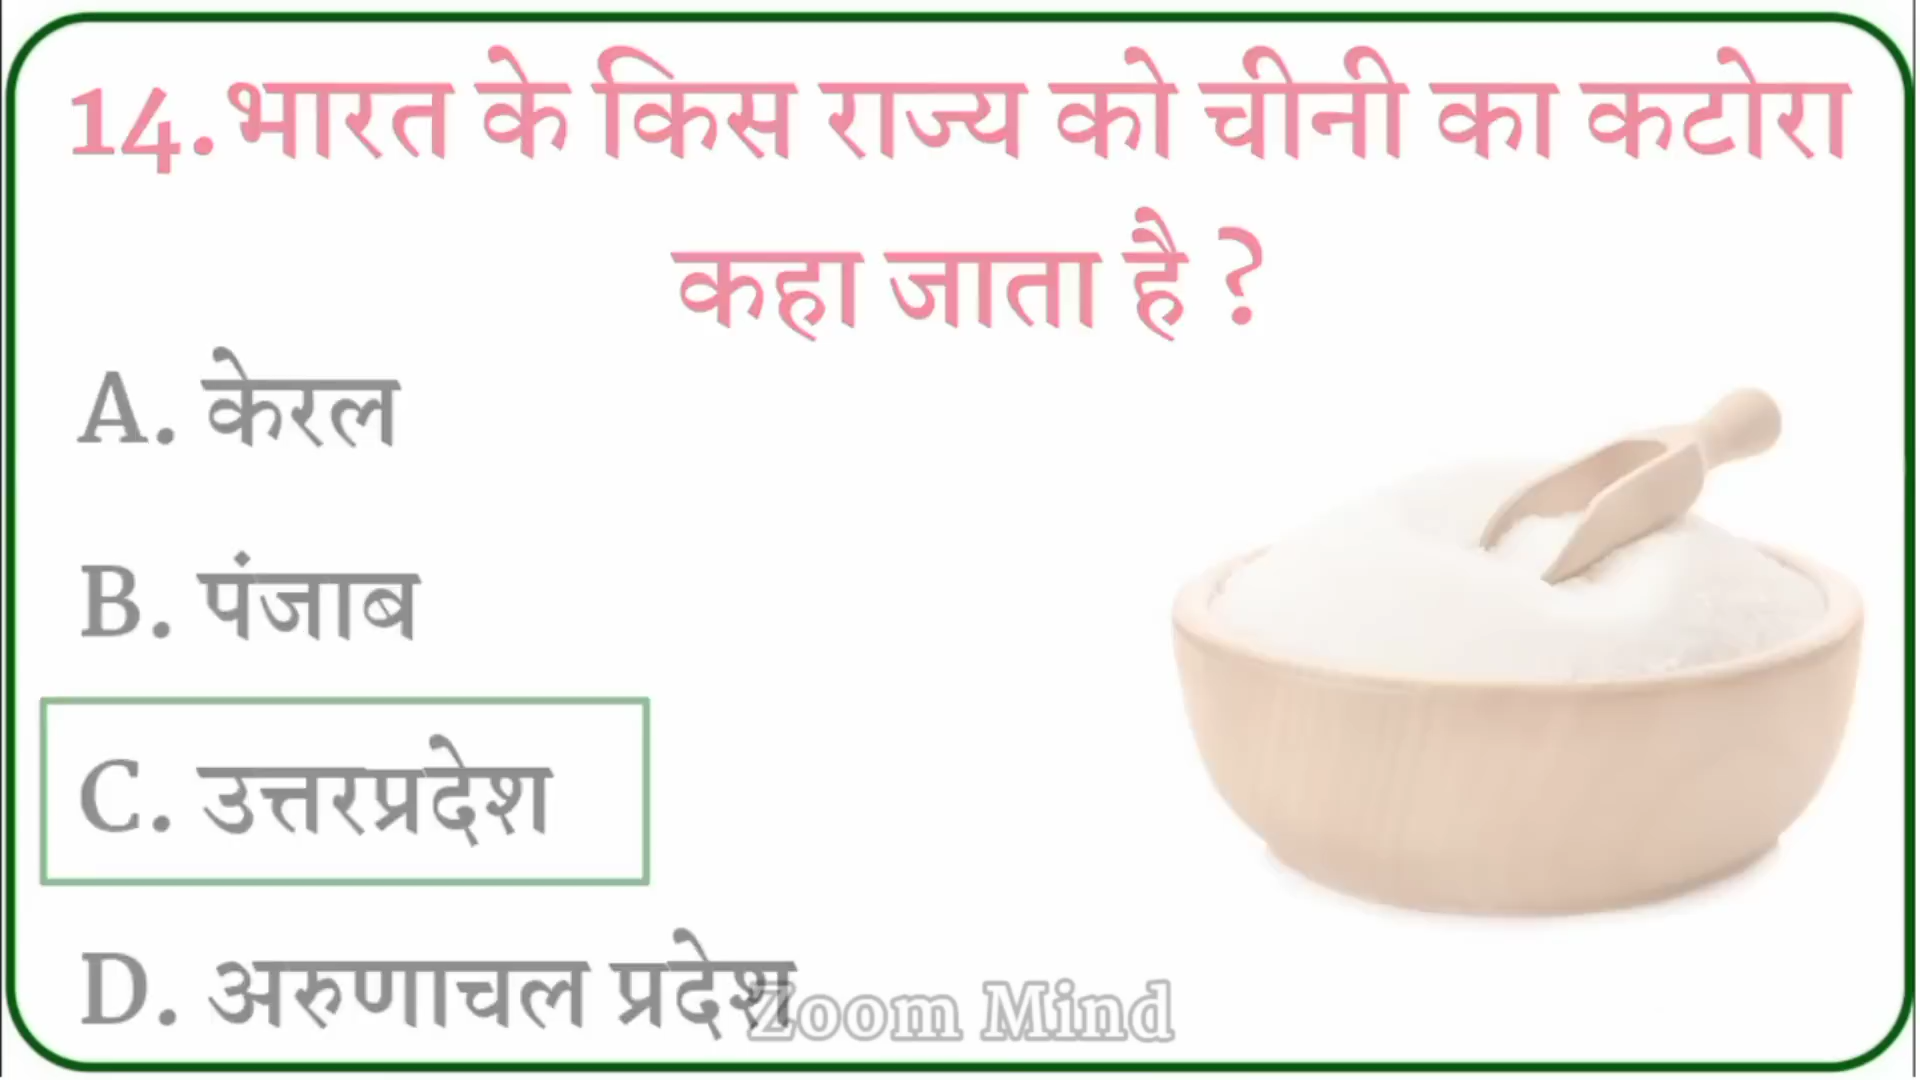 14.भारत के किस राज्य को चीनी का कटोरा
कहा जाता है ?
A. केरल
B. पंजाब
C. उत्तरप्रदेश
D. अरुणाचल प्रदेश
Zoom Mind